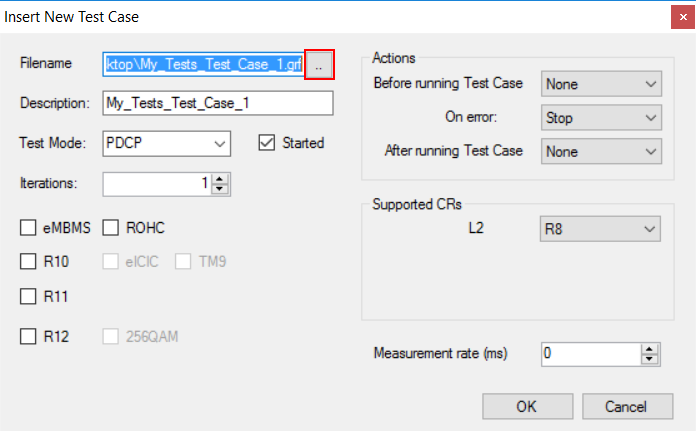 Insert New Test Case
Filename
ktop\My_Tests_Test_Case_1.grf
..
Description:
My_Tests_Test_Case_1
Test Mode:
PDCP
Started
Iterations:
1
eMBMS
ROHC
R10
eICIC
TM9
R11
R12
256QAM
Actions
Before running Test Case
None
On error:
Stop
After running Test Case
None
Supported CRs
L2
R8
Measurement rate (ms)
0
OK
Cancel